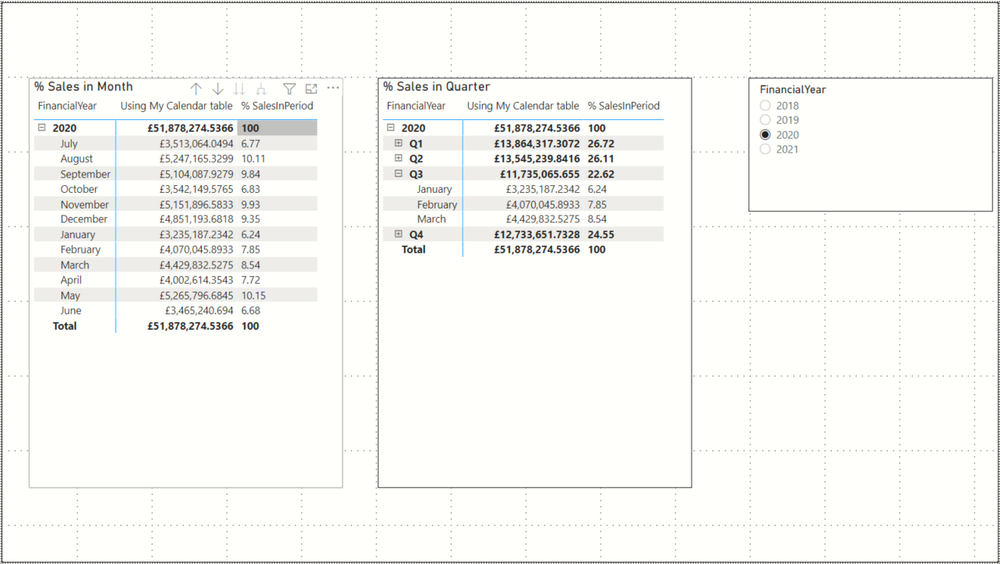 % Sales in Month
FinancialYear Using My Calendar table % SalesInPeriod
2020 £51,878,274.5366 100
July £3,513,064.0494 6.77
August £5,247,165.3299 10.11
September £5,104,087.9279 9.84
October £3,542,149.5765 6.83
November £5,151,896.5833 9.93
December £4,851,193.6818 9.35
January £3,235,187.2342 6.24
February £4,070,045.8933 7.85
March £4,429,832.5275 8.54
April £4,002,614.3543 7.72
May £5,265,796.6845 10.15
June £3,465,240.694 6.68
Total £51,878,274.5366 100
% Sales in Quarter
FinancialYear Using My Calendar table % SalesInPeriod
2020 £51,878,274.5366 100
Q1 £13,864,317.3072 26.72
Q2 £13,545,239.8416 26.11
Q3 £11,735,065.655 22.62
January £3,235,187.2342 6.24
February £4,070,045.8933 7.85
March £4,429,832.5275 8.54
Q4 £12,733,651.7328 24.55
Total £51,878,274.5366 100
FinancialYear
2018
2019
2020
2021